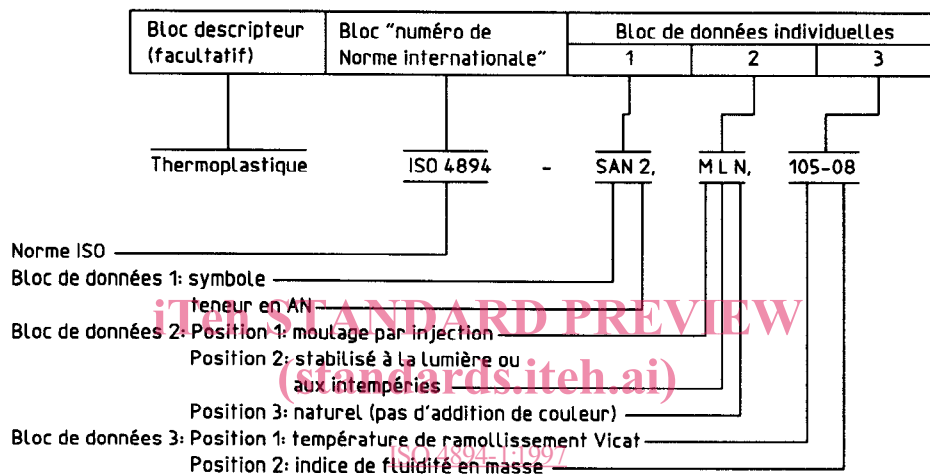 Bloc descripteur (facultatif)
Bloc "numéro de Norme internationale"
Bloc de données individuelles
1 2 3
Thermoplastique ISO 4894 - SAN 2, M L N, 105-08
Norme ISO
Bloc de données 1: symbole
teneur en AN
iTeh STANDARD PREVIEW
Bloc de données 2: Position 1: moulage par injection
Position 2: stabilisé à la lumière ou
aux intempéries
(standards.iteh.ai)
Position 3: naturel (pas d'addition de couleur)
Bloc de données 3: Position 1: température de ramollissement Vicat
ISO 4894-1:1997
Position 2: indice de fluidité en masse